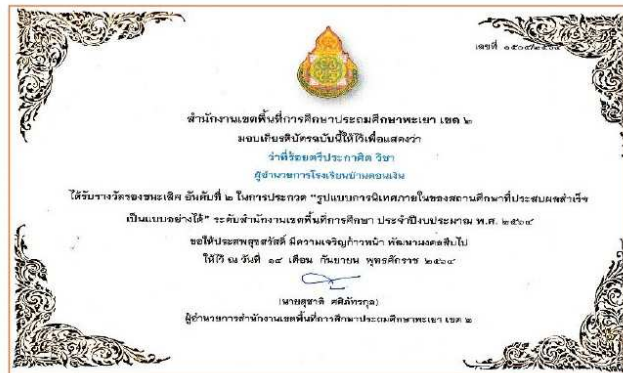 เลขที่ ๑๕๐๔/๒๕๖๔
สำนักงานเขตพื้นที่การศึกษาประถมศึกษาพะเยา เขต ๒
มอบเกียรติบัตรฉบับนี้ให้ไว้เพื่อแสดงว่า
ว่าที่ร้อยตรีประกาศิต วิชา
ผู้อำนวยการโรงเรียนบ้านดอนเงิน
ได้รับรางวัลรองชนะเลิศ อันดับที่ ๒ ในการประกวด “รูปแบบการนิเทศภายในของสถานศึกษาที่ประสบผลสำเร็จ
เป็นแบบอย่างได้” ระดับสำนักงานเขตพื้นที่การศึกษา ประจำปีงบประมาณ พ.ศ. ๒๕๖๔
ขอให้ประสพสุขสวัสดิ์ มีความเจริญก้าวหน้า พัฒนามงคลสืบไป
ให้ไว้ ณ วันที่ ๑๔ เดือน กันยายน พุทธศักราช ๒๕๖๔
(นายสุชาติ ศศิภัทรกุล)
ผู้อำนวยการสำนักงานเขตพื้นที่การศึกษาประถมศึกษาพะเยา เขต ๒